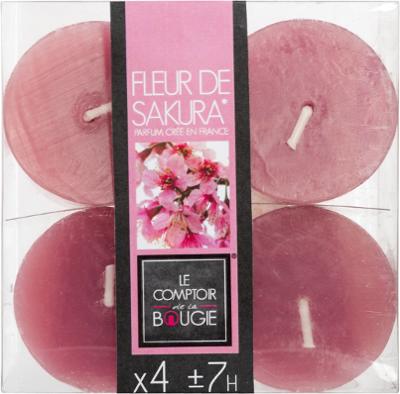 FLEUR DE
SAKURA*
PARFUM CRÉÉ EN FRANCE
LE
COMPTOIR
de la
BOUGIE
®
x4 ±7H